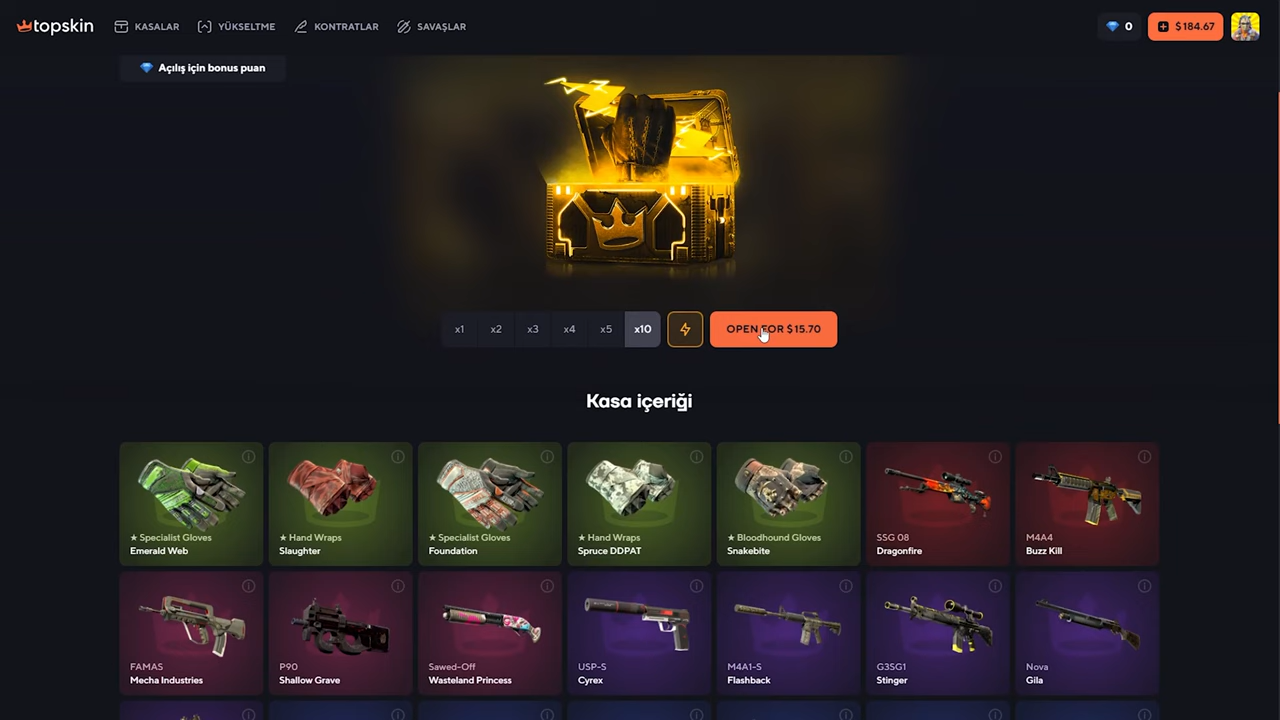 topskin KASALAR YÜKSELTME KONTRATLAR SAVAŞLAR 0 $184.67
Açılış için bonus puan
x1 x2 x3 x4 x5 x10 OPEN FOR $15.70
Kasa içeriği
★ Specialist Gloves
Emerald Web
★ Hand Wraps
Slaughter
★ Specialist Gloves
Foundation
★ Hand Wraps
Spruce DDPAT
★ Bloodhound Gloves
Snakebite
SSG 08
Dragonfire
M4A4
Buzz Kill
FAMAS
Mecha Industries
P90
Shallow Grave
Sawed-Off
Wasteland Princess
USP-S
Cyrex
M4A1-S
Flashback
G3SG1
Stinger
Nova
Gila